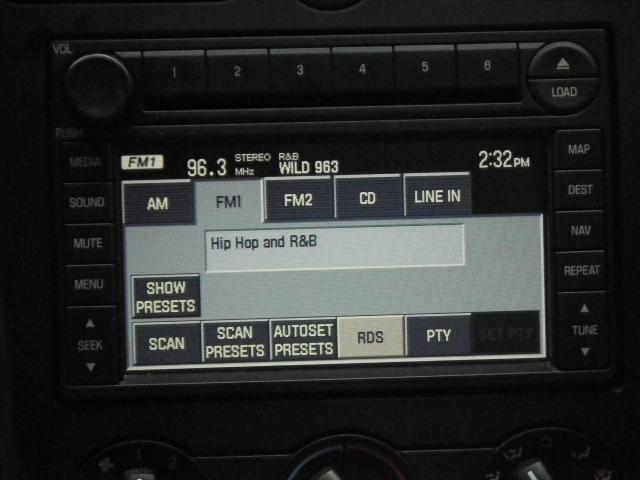 VOL
1 2 3 4 5 6
LOAD
PUSH
MEDIA
SOUND
MUTE
MENU
SEEK
FM1 96.3 MHz STEREO R&B WILD 963 2:32PM
AM FM1 FM2 CD LINE IN
Hip Hop and R&B
SHOW PRESETS
SCAN SCAN PRESETS AUTOSET PRESETS RDS PTY SET PTY
MAP
DEST
NAV
REPEAT
TUNE
1 2